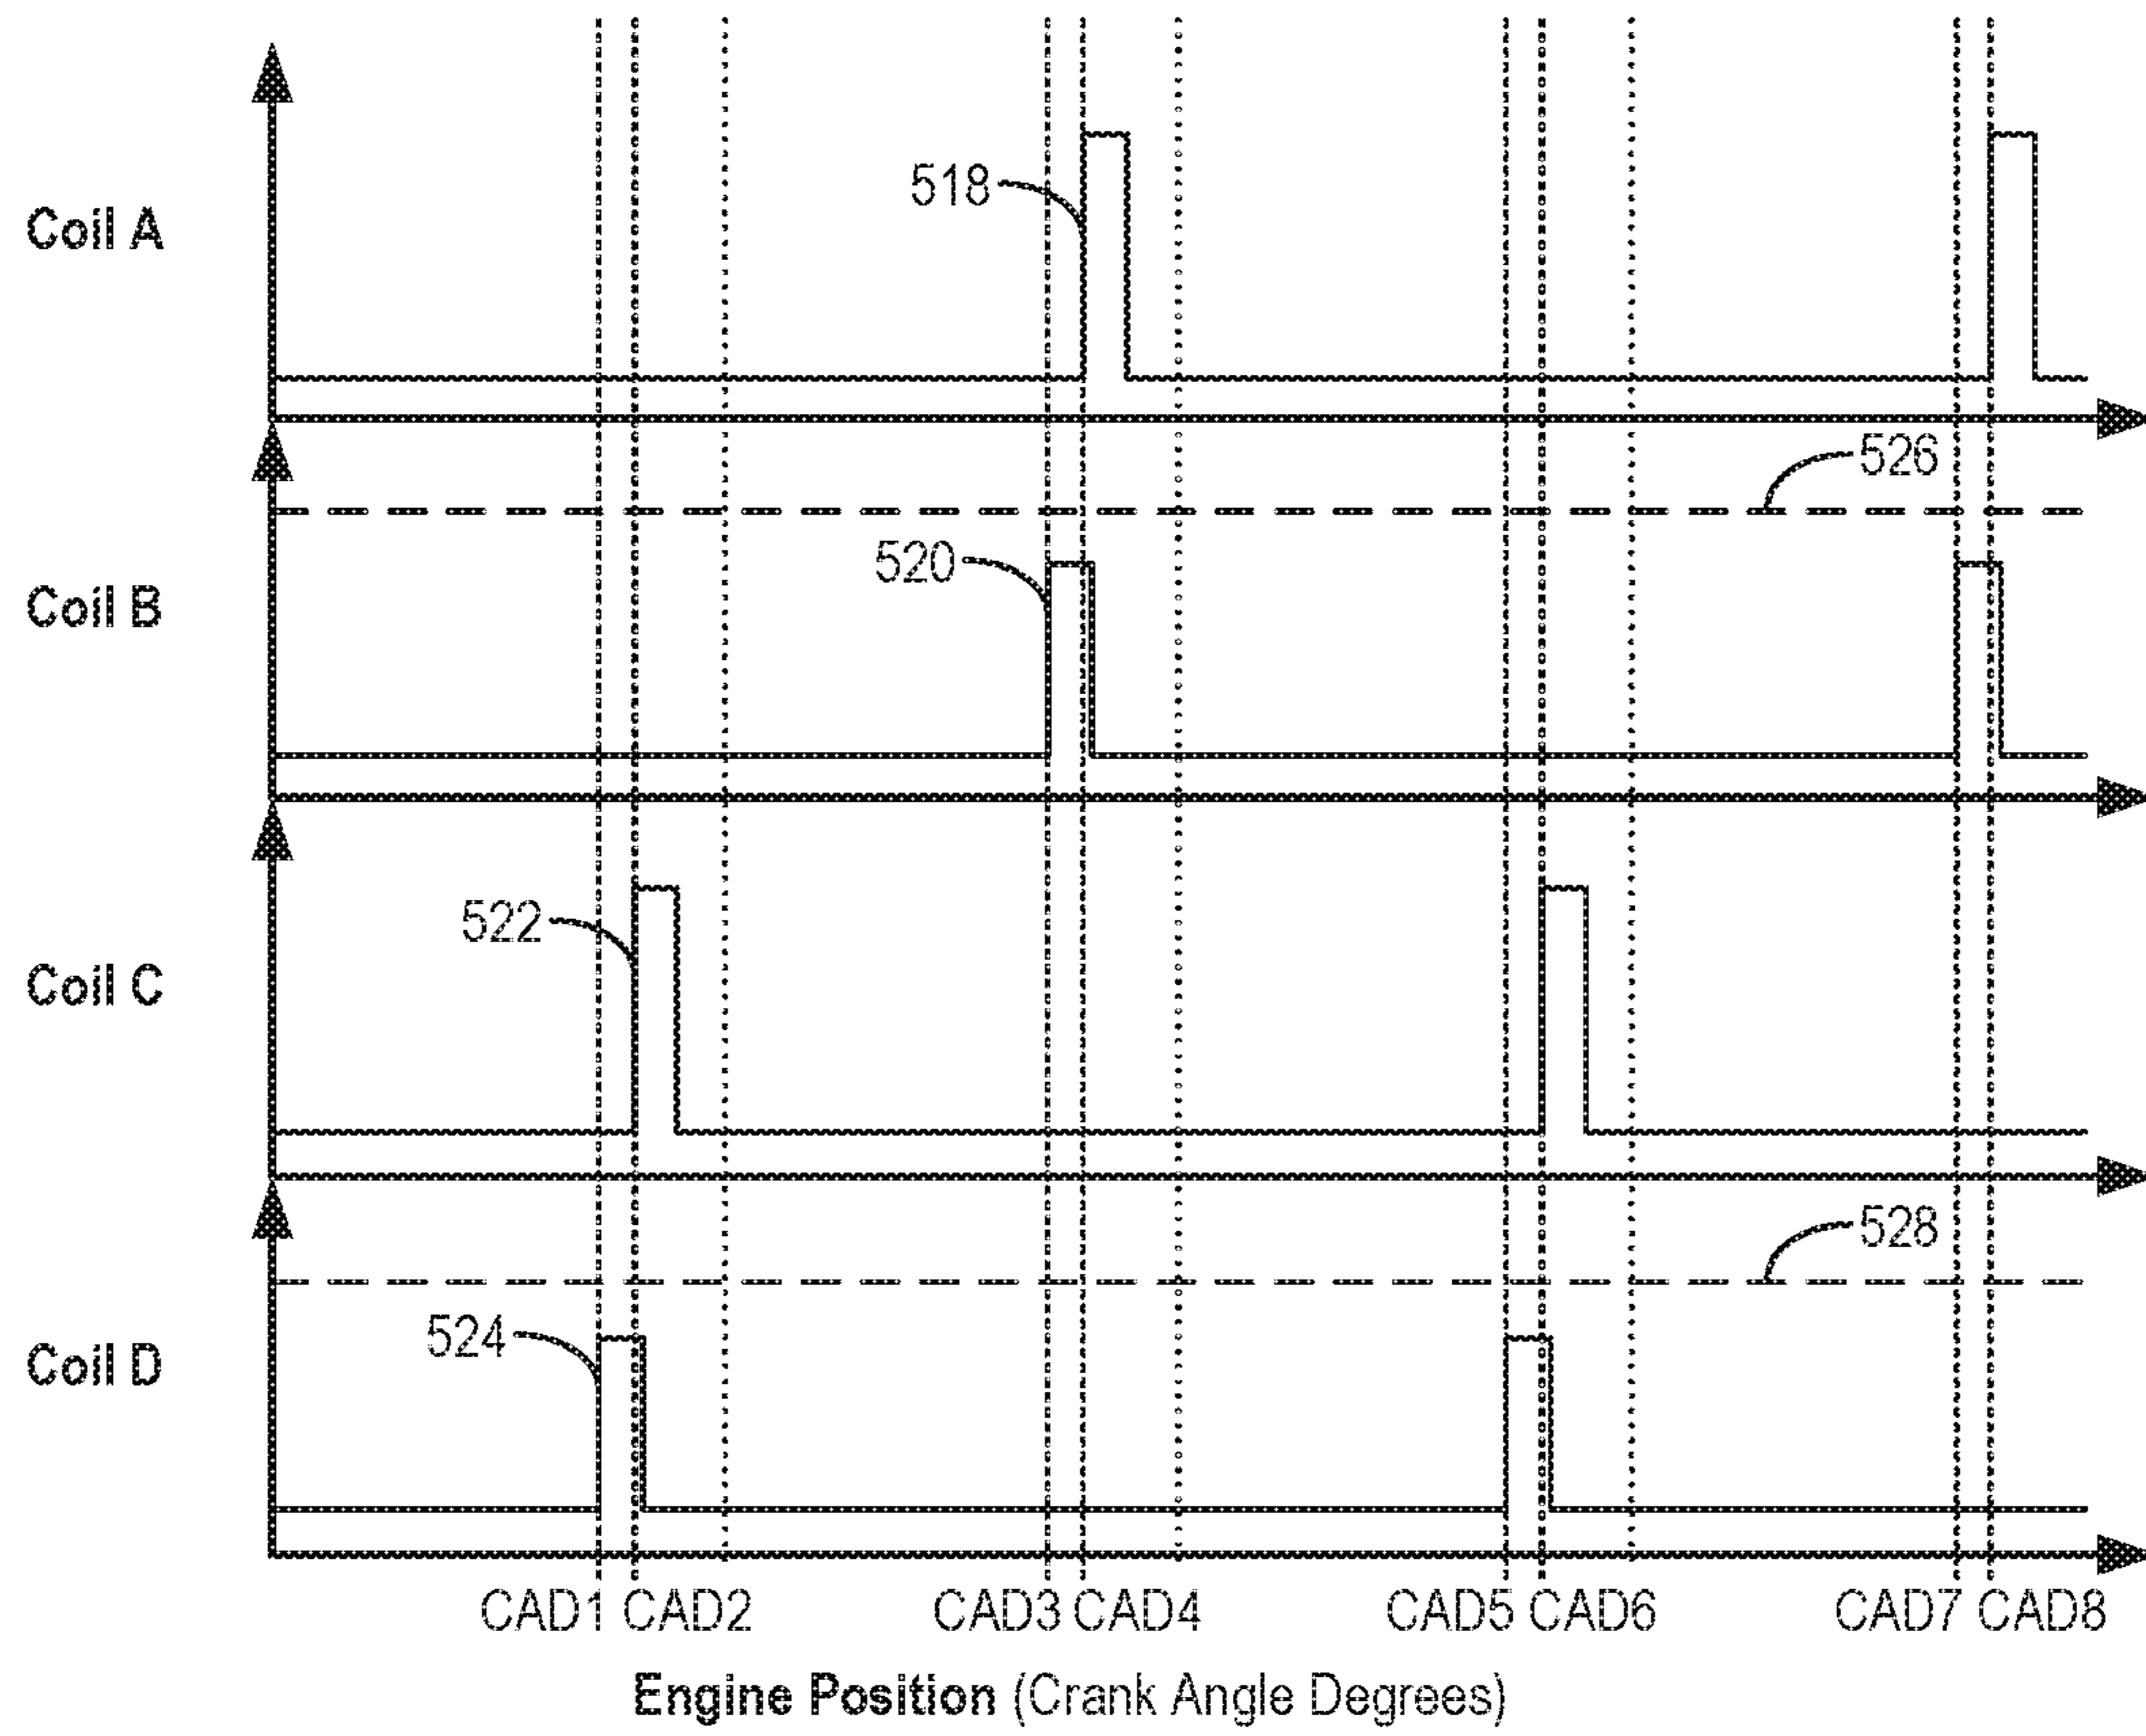 518
Coil A
526
520
Coil B
522
Coil C
528
524
Coil D
CAD1 CAD2 CAD3 CAD4 CAD5 CAD6 CAD7 CAD8
Engine Position (Crank Angle Degrees)